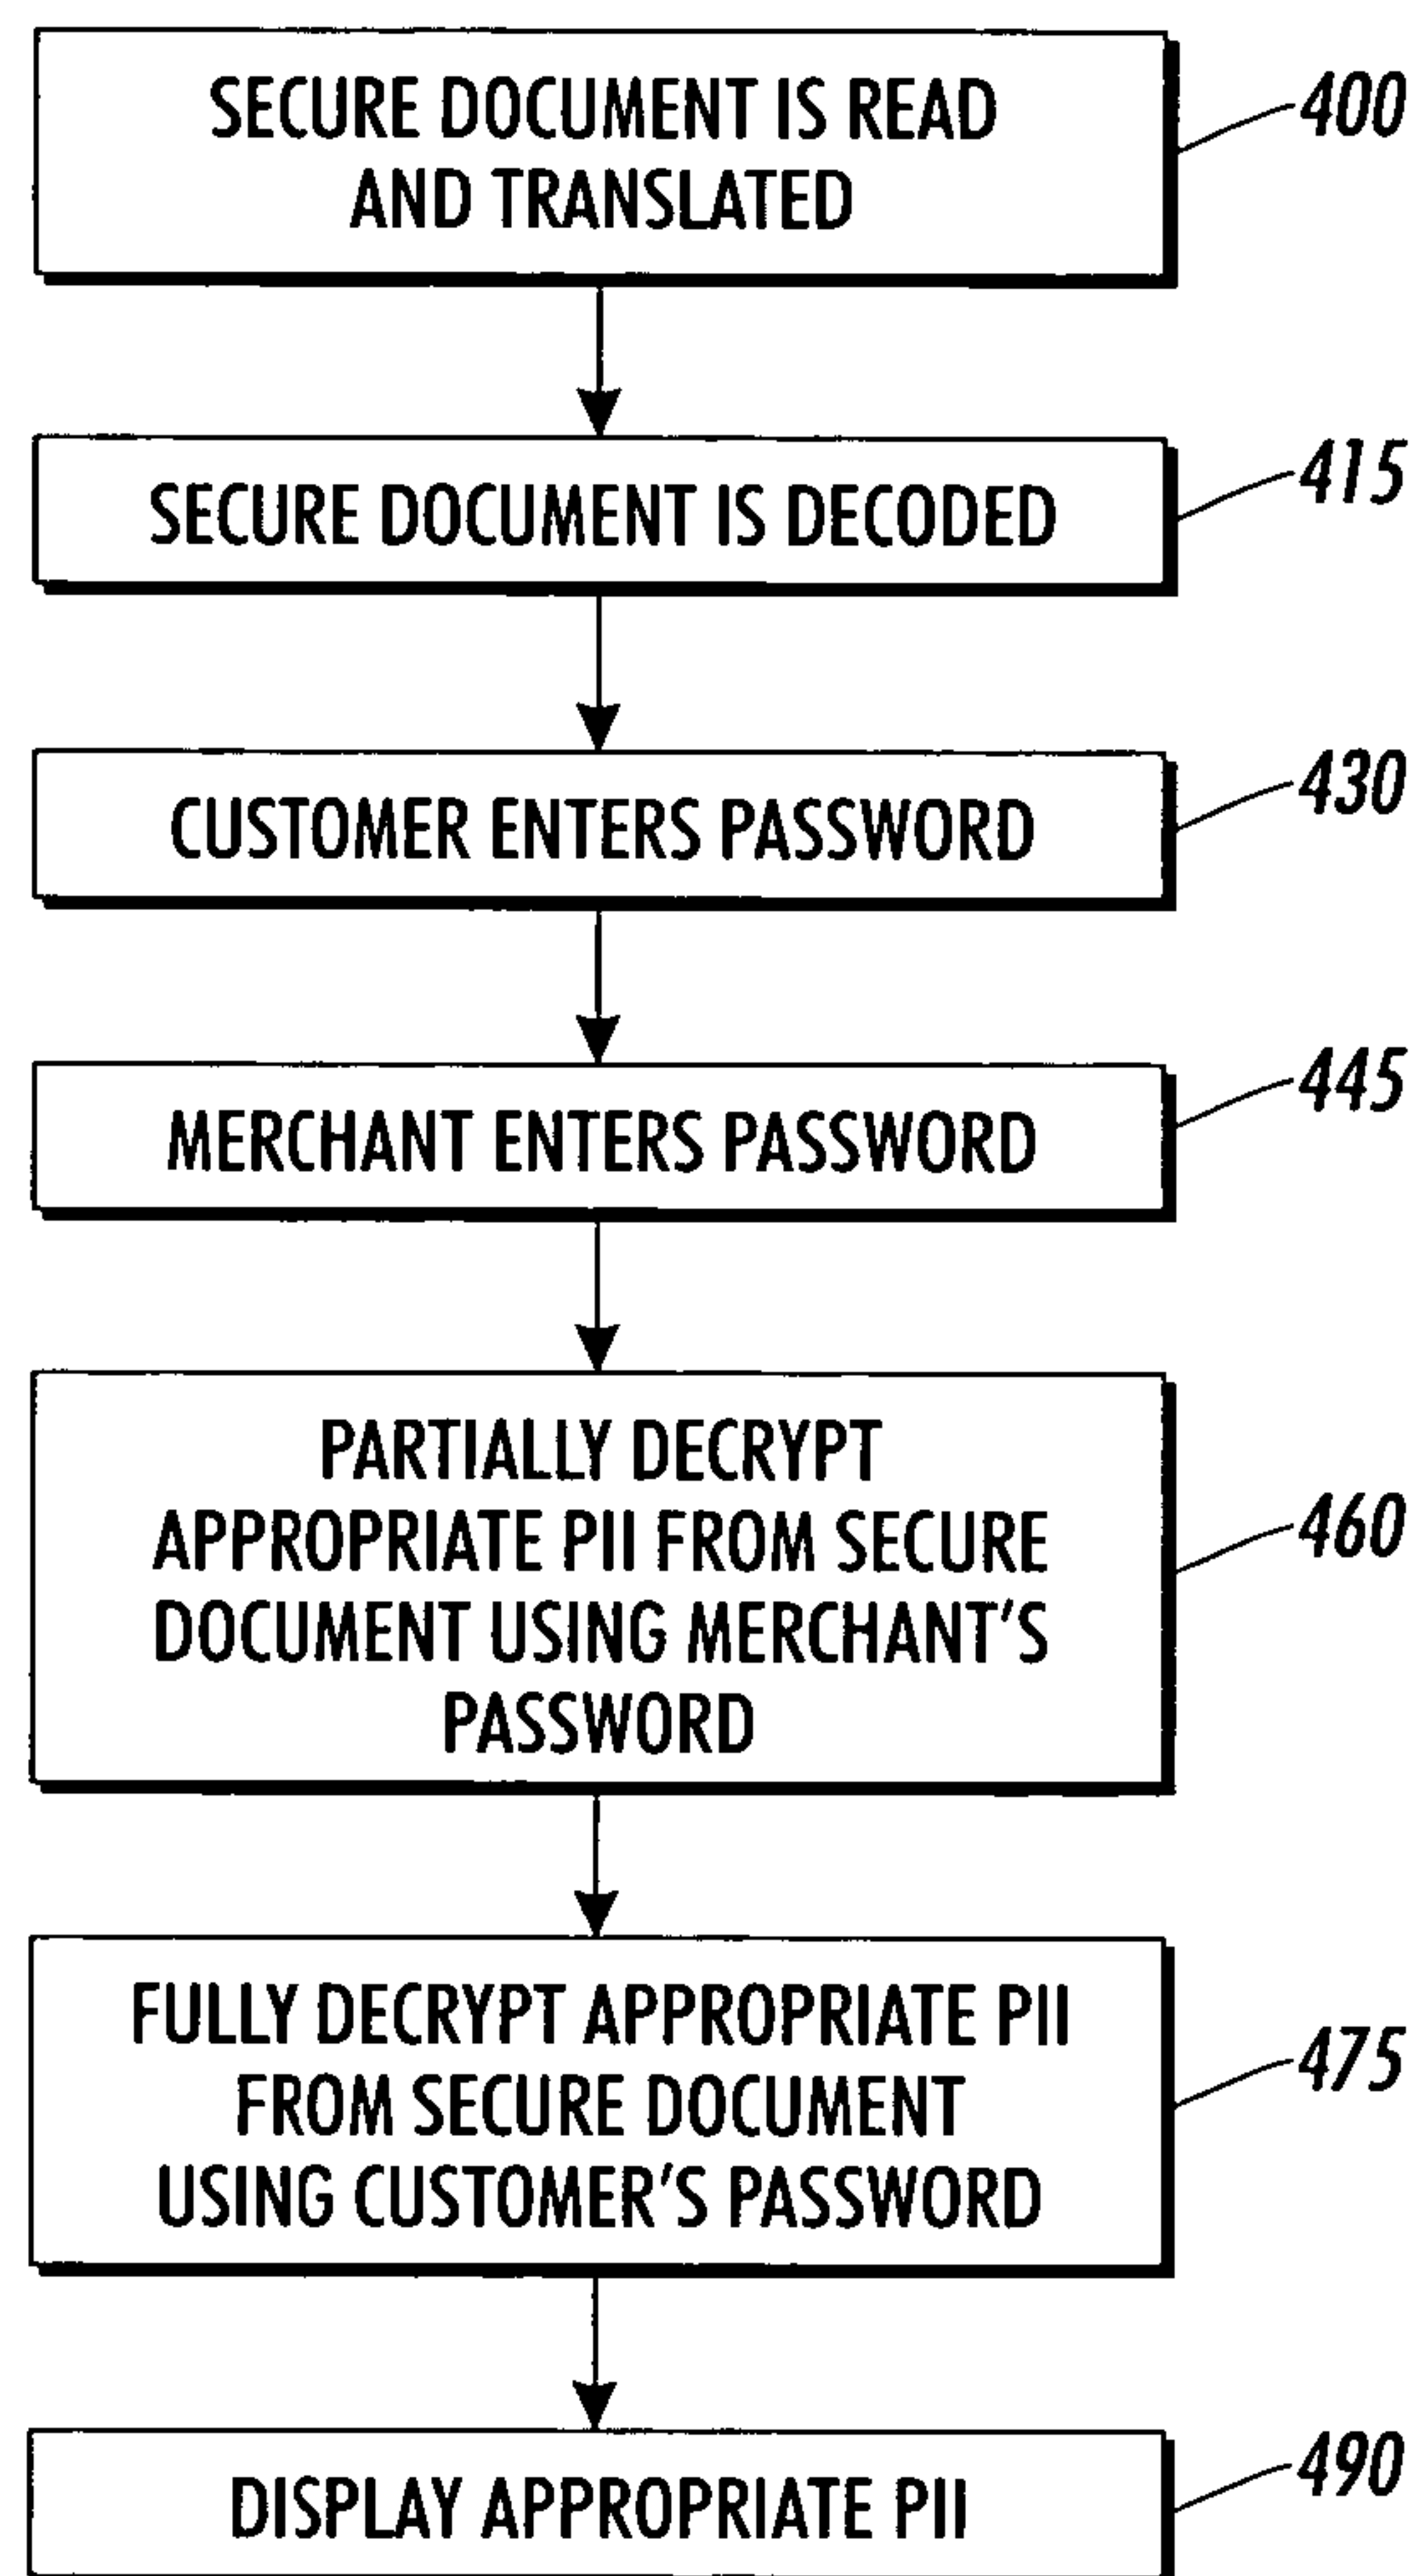 SECURE DOCUMENT IS READ
AND TRANSLATED
400
SECURE DOCUMENT IS DECODED
415
CUSTOMER ENTERS PASSWORD
430
MERCHANT ENTERS PASSWORD
445
PARTIALLY DECRYPT
APPROPRIATE PII FROM SECURE
DOCUMENT USING MERCHANT'S
PASSWORD
460
FULLY DECRYPT APPROPRIATE PII
FROM SECURE DOCUMENT
USING CUSTOMER'S PASSWORD
475
DISPLAY APPROPRIATE PII
490